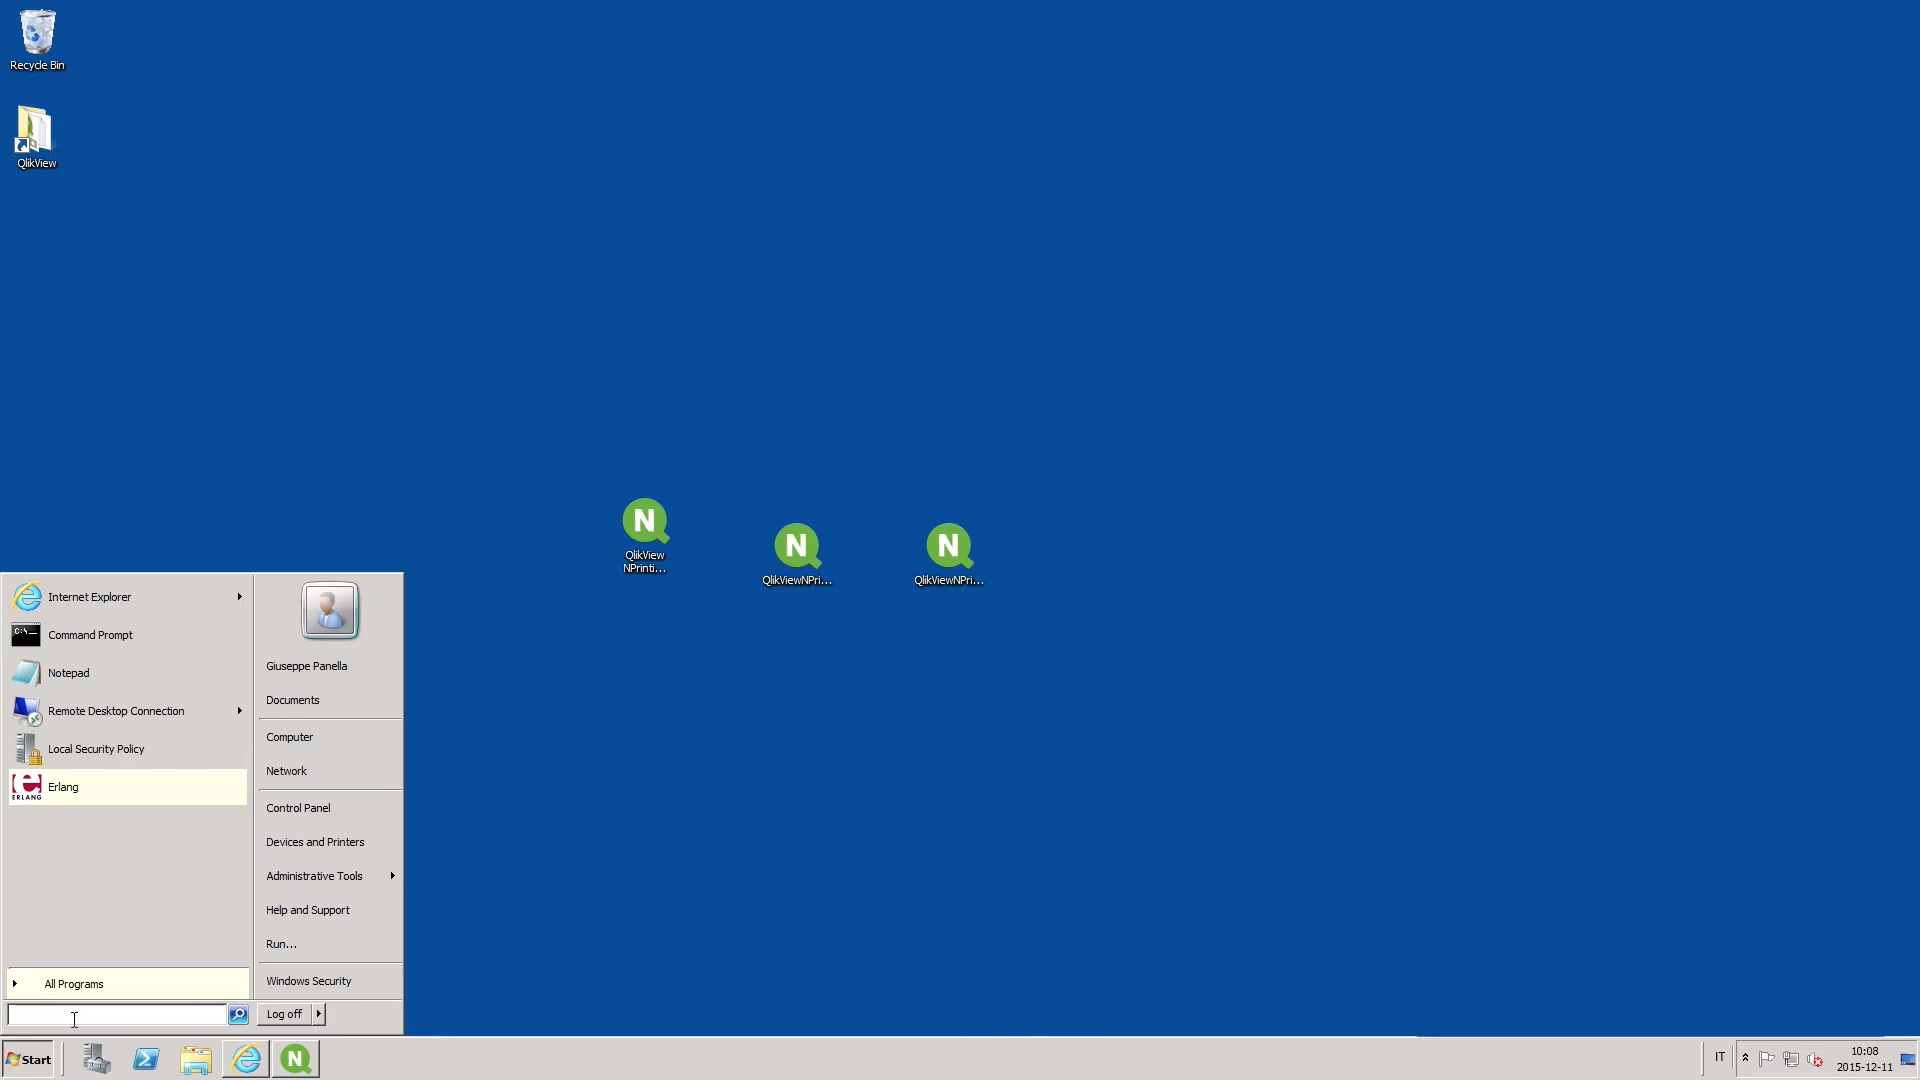 Recycle Bin
QlikView
QlikView
NPrinti...
QlikViewNPri...
QlikViewNPri...
Internet Explorer
Command Prompt
Notepad
Remote Desktop Connection
Local Security Policy
ERLANG
Erlang
All Programs
Giuseppe Panella
Documents
Computer
Network
Control Panel
Devices and Printers
Administrative Tools
Help and Support
Run...
Windows Security
Log off
Start
IT
10:08
2015-12-11